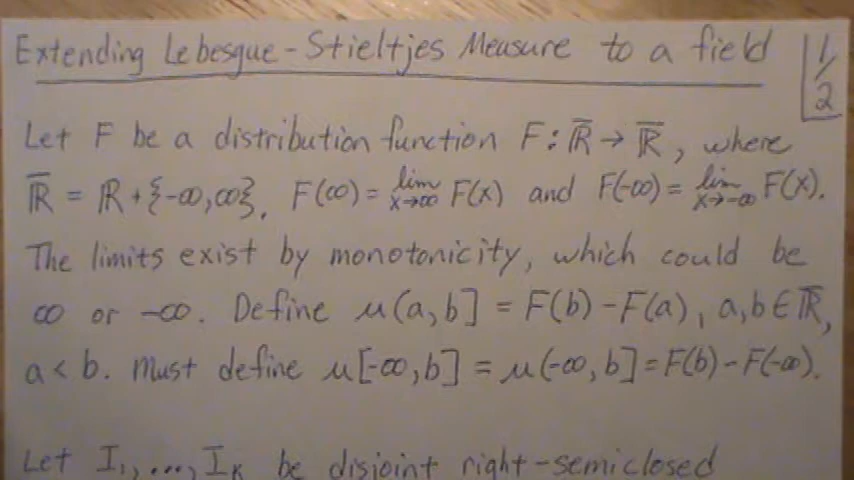 Extending Lebesgue-Stieltjes Measure to a field 1/2
Let F be a distribution function F: R̅ → R̅, where
R̅ = R + {-∞, ∞}. F(∞) = lim x→∞ F(x) and F(-∞) = lim x→-∞ F(x).
The limits exist by monotonicity, which could be
∞ or -∞. Define μ(a, b] = F(b) - F(a), a, b ∈ R̅,
a < b. Must define μ[-∞, b] = μ(-∞, b] = F(b) - F(-∞).
Let I₁, ..., Iₖ be disjoint right-semiclosed